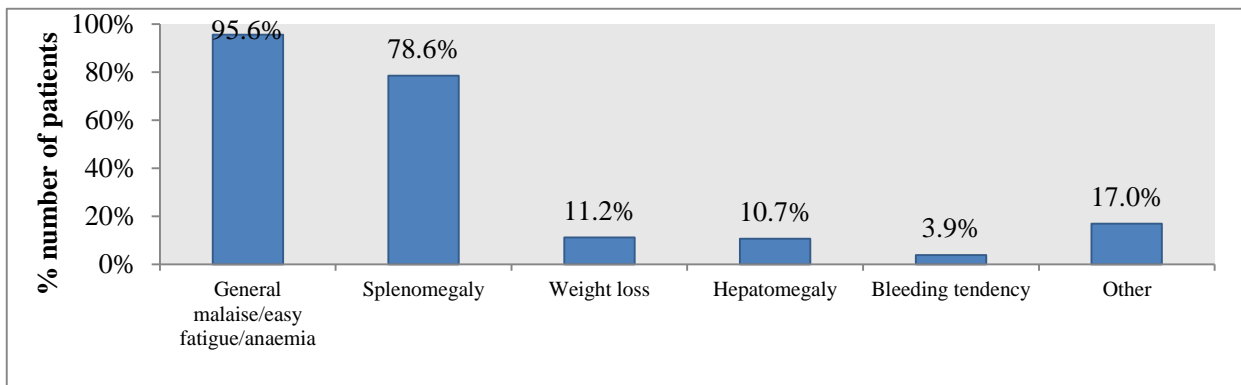 100%
80%
60%
40%
20%
0%
% number of patients
95.6%
78.6%
11.2%
10.7%
3.9%
17.0%
General
malaise/easy
fatigue/anaemia
Splenomegaly
Weight loss
Hepatomegaly
Bleeding tendency
Other